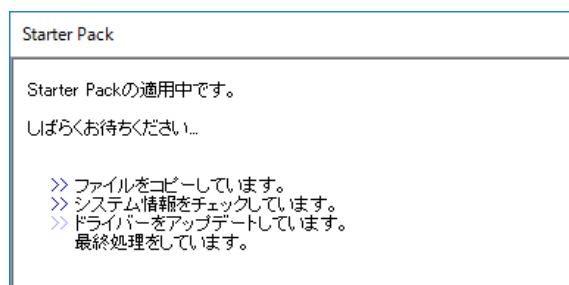 Starter Pack
Starter Packの適用中です。
しばらくお待ちください...
>> ファイルをコピーしています。
>> システム情報をチェックしています。
>> ドライバーをアップデートしています。
最終処理をしています。